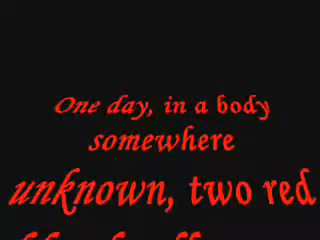 One day, in a body
somewhere
unknown, two red